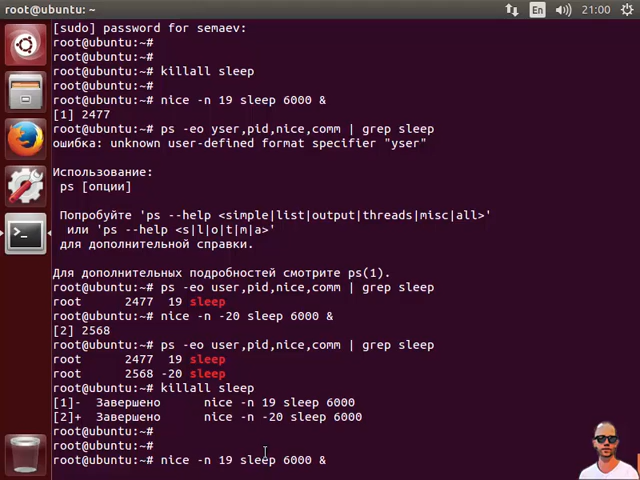 root@ubuntu: ~
En
21:00
[sudo] password for semaev:
root@ubuntu:~#
root@ubuntu:~#
root@ubuntu:~# killall sleep
root@ubuntu:~#
root@ubuntu:~# nice -n 19 sleep 6000 &
[1] 2477
root@ubuntu:~# ps -eo yser,pid,nice,comm | grep sleep
ошибка: unknown user-defined format specifier "yser"
Использование:
ps [опции]
Попробуйте 'ps --help <simple|list|output|threads|misc|all>'
или 'ps --help <s|l|o|t|m|a>'
для дополнительной справки.
Для дополнительных подробностей смотрите ps(1).
root@ubuntu:~# ps -eo user,pid,nice,comm | grep sleep
root 2477 19 sleep
root@ubuntu:~# nice -n -20 sleep 6000 &
[2] 2568
root@ubuntu:~# ps -eo user,pid,nice,comm | grep sleep
root 2477 19 sleep
root 2568 -20 sleep
root@ubuntu:~# killall sleep
[1]- Завершено nice -n 19 sleep 6000
[2]+ Завершено nice -n -20 sleep 6000
root@ubuntu:~#
root@ubuntu:~#
root@ubuntu:~# nice -n 19 sleep 6000 &